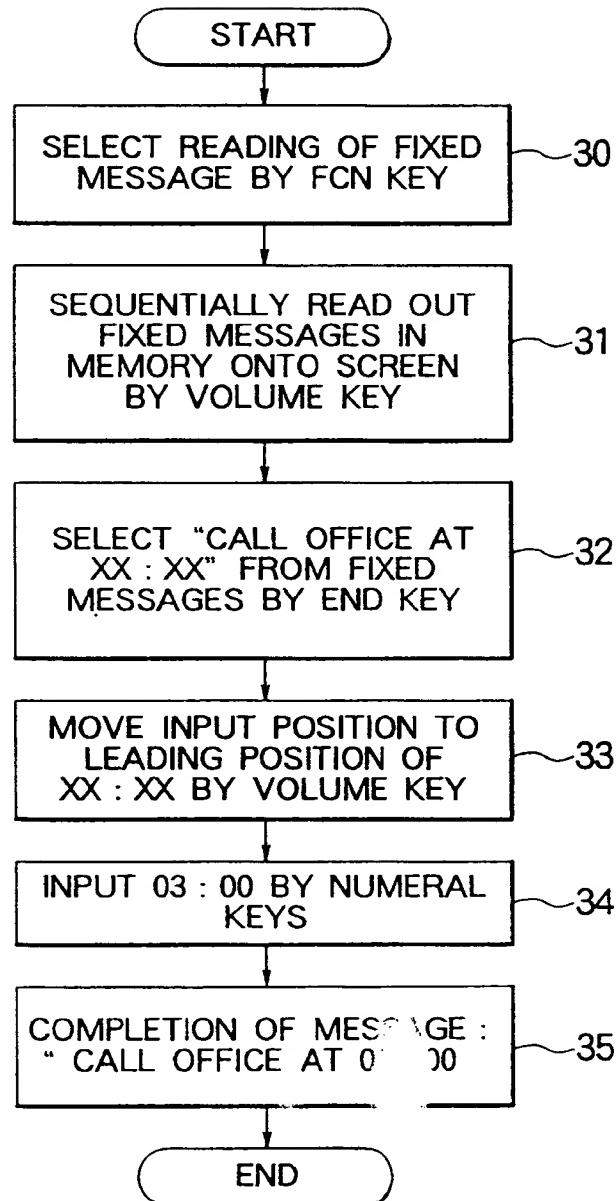 START
SELECT READING OF FIXED
MESSAGE BY FCN KEY
30
SEQUENTIALLY READ OUT
FIXED MESSAGES IN
MEMORY ONTO SCREEN
BY VOLUME KEY
31
SELECT "CALL OFFICE AT
XX : XX" FROM FIXED
MESSAGES BY END KEY
32
MOVE INPUT POSITION TO
LEADING POSITION OF
XX : XX BY VOLUME KEY
33
INPUT 03 : 00 BY NUMERAL
KEYS
34
COMPLETION OF :
" CALL OFFICE AT
35
END